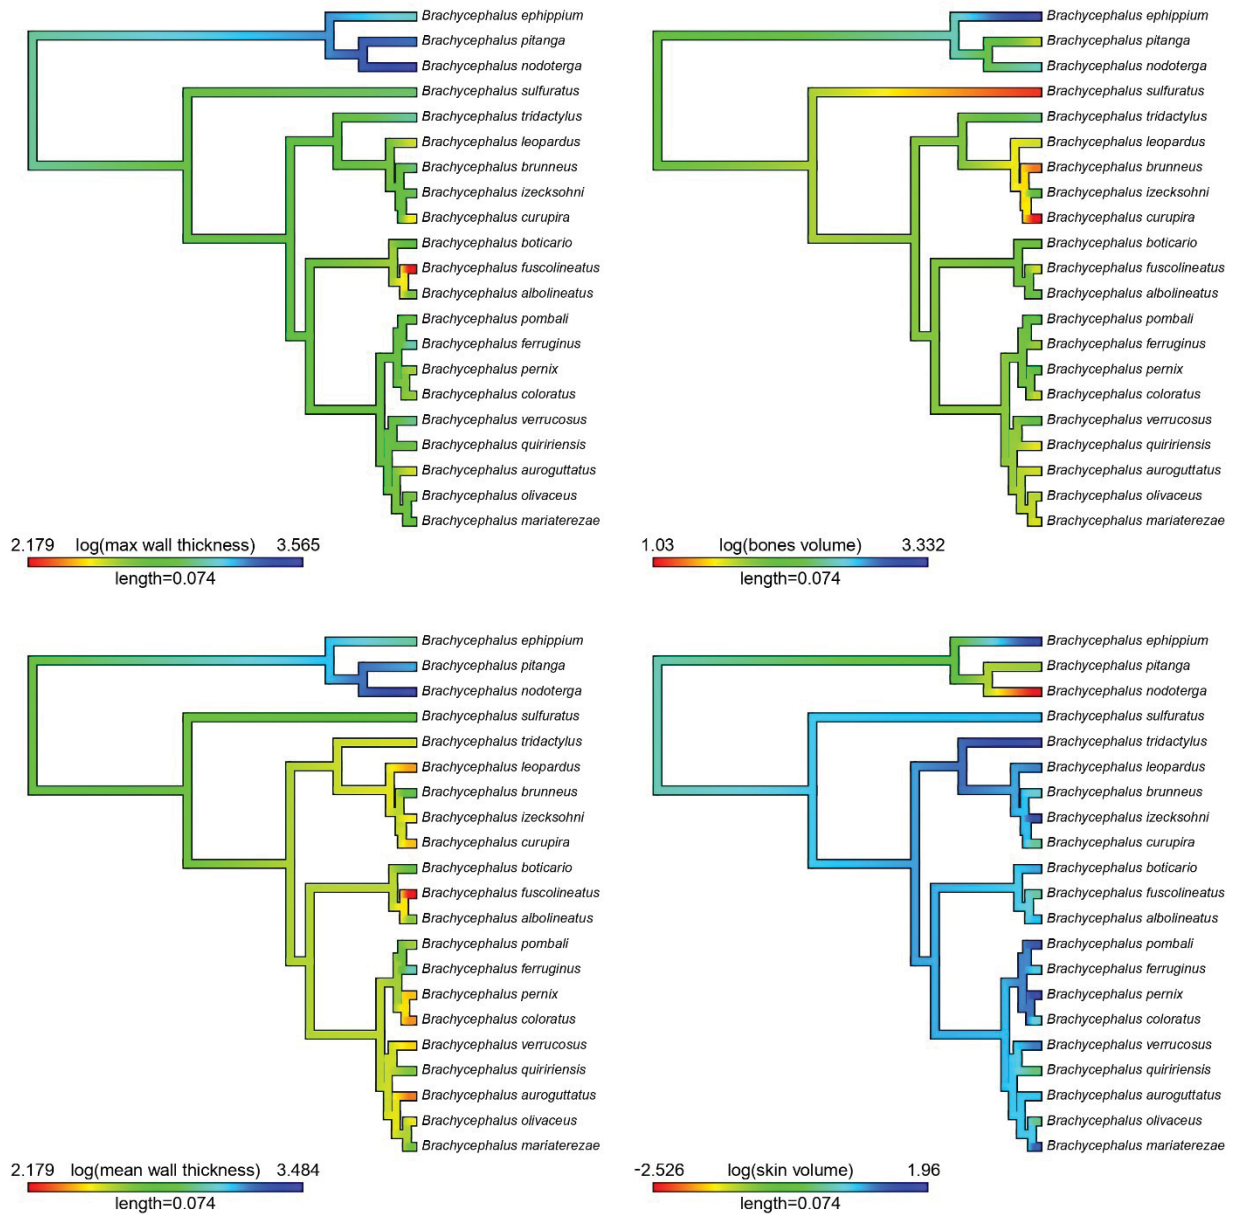 Brachycephalus ephippium
Brachycephalus pitanga
Brachycephalus nodoterga
Brachycephalus sulfuratus
Brachycephalus tridactylus
Brachycephalus leopardus
Brachycephalus brunneus
Brachycephalus izecksohni
Brachycephalus curupira
Brachycephalus boticario
Brachycephalus fuscolineatus
Brachycephalus albolineatus
Brachycephalus pombali
Brachycephalus ferruginus
Brachycephalus pernix
Brachycephalus coloratus
Brachycephalus verrucosus
Brachycephalus quiririensis
Brachycephalus auroguttatus
Brachycephalus olivaceus
Brachycephalus mariaterezae
2.179 log(max wall thickness) 3.565
length=0.074
Brachycephalus ephippium
Brachycephalus pitanga
Brachycephalus nodoterga
Brachycephalus sulfuratus
Brachycephalus tridactylus
Brachycephalus leopardus
Brachycephalus brunneus
Brachycephalus izecksohni
Brachycephalus curupira
Brachycephalus boticario
Brachycephalus fuscolineatus
Brachycephalus albolineatus
Brachycephalus pombali
Brachycephalus ferruginus
Brachycephalus pernix
Brachycephalus coloratus
Brachycephalus verrucosus
Brachycephalus quiririensis
Brachycephalus auroguttatus
Brachycephalus olivaceus
Brachycephalus mariaterezae
1.03 log(bones volume) 3.332
length=0.074
Brachycephalus ephippium
Brachycephalus pitanga
Brachycephalus nodoterga
Brachycephalus sulfuratus
Brachycephalus tridactylus
Brachycephalus leopardus
Brachycephalus brunneus
Brachycephalus izecksohni
Brachycephalus curupira
Brachycephalus boticario
Brachycephalus fuscolineatus
Brachycephalus albolineatus
Brachycephalus pombali
Brachycephalus ferruginus
Brachycephalus pernix
Brachycephalus coloratus
Brachycephalus verrucosus
Brachycephalus quiririensis
Brachycephalus auroguttatus
Brachycephalus olivaceus
Brachycephalus mariaterezae
2.179 log(mean wall thickness) 3.484
length=0.074
Brachycephalus ephippium
Brachycephalus pitanga
Brachycephalus nodoterga
Brachycephalus sulfuratus
Brachycephalus tridactylus
Brachycephalus leopardus
Brachycephalus brunneus
Brachycephalus izecksohni
Brachycephalus curupira
Brachycephalus boticario
Brachycephalus fuscolineatus
Brachycephalus albolineatus
Brachycephalus pombali
Brachycephalus ferruginus
Brachycephalus pernix
Brachycephalus coloratus
Brachycephalus verrucosus
Brachycephalus quiririensis
Brachycephalus auroguttatus
Brachycephalus olivaceus
Brachycephalus mariaterezae
-2.526 log(skin volume) 1.96
length=0.074